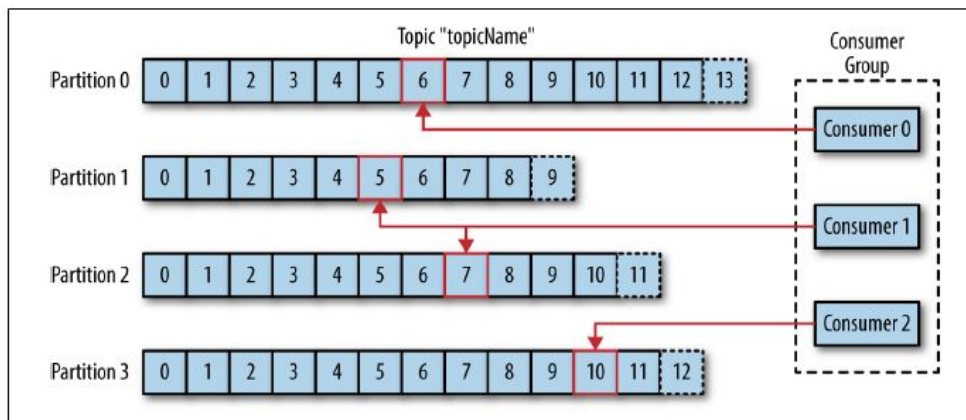 Topic "topicName"
Consumer
Group
Partition 0 0 1 2 3 4 5 6 7 8 9 10 11 12 13
Consumer 0
Partition 1 0 1 2 3 4 5 6 7 8 9
Consumer 1
Partition 2 0 1 2 3 4 5 6 7 8 9 10 11
Consumer 2
Partition 3 0 1 2 3 4 5 6 7 8 9 10 11 12